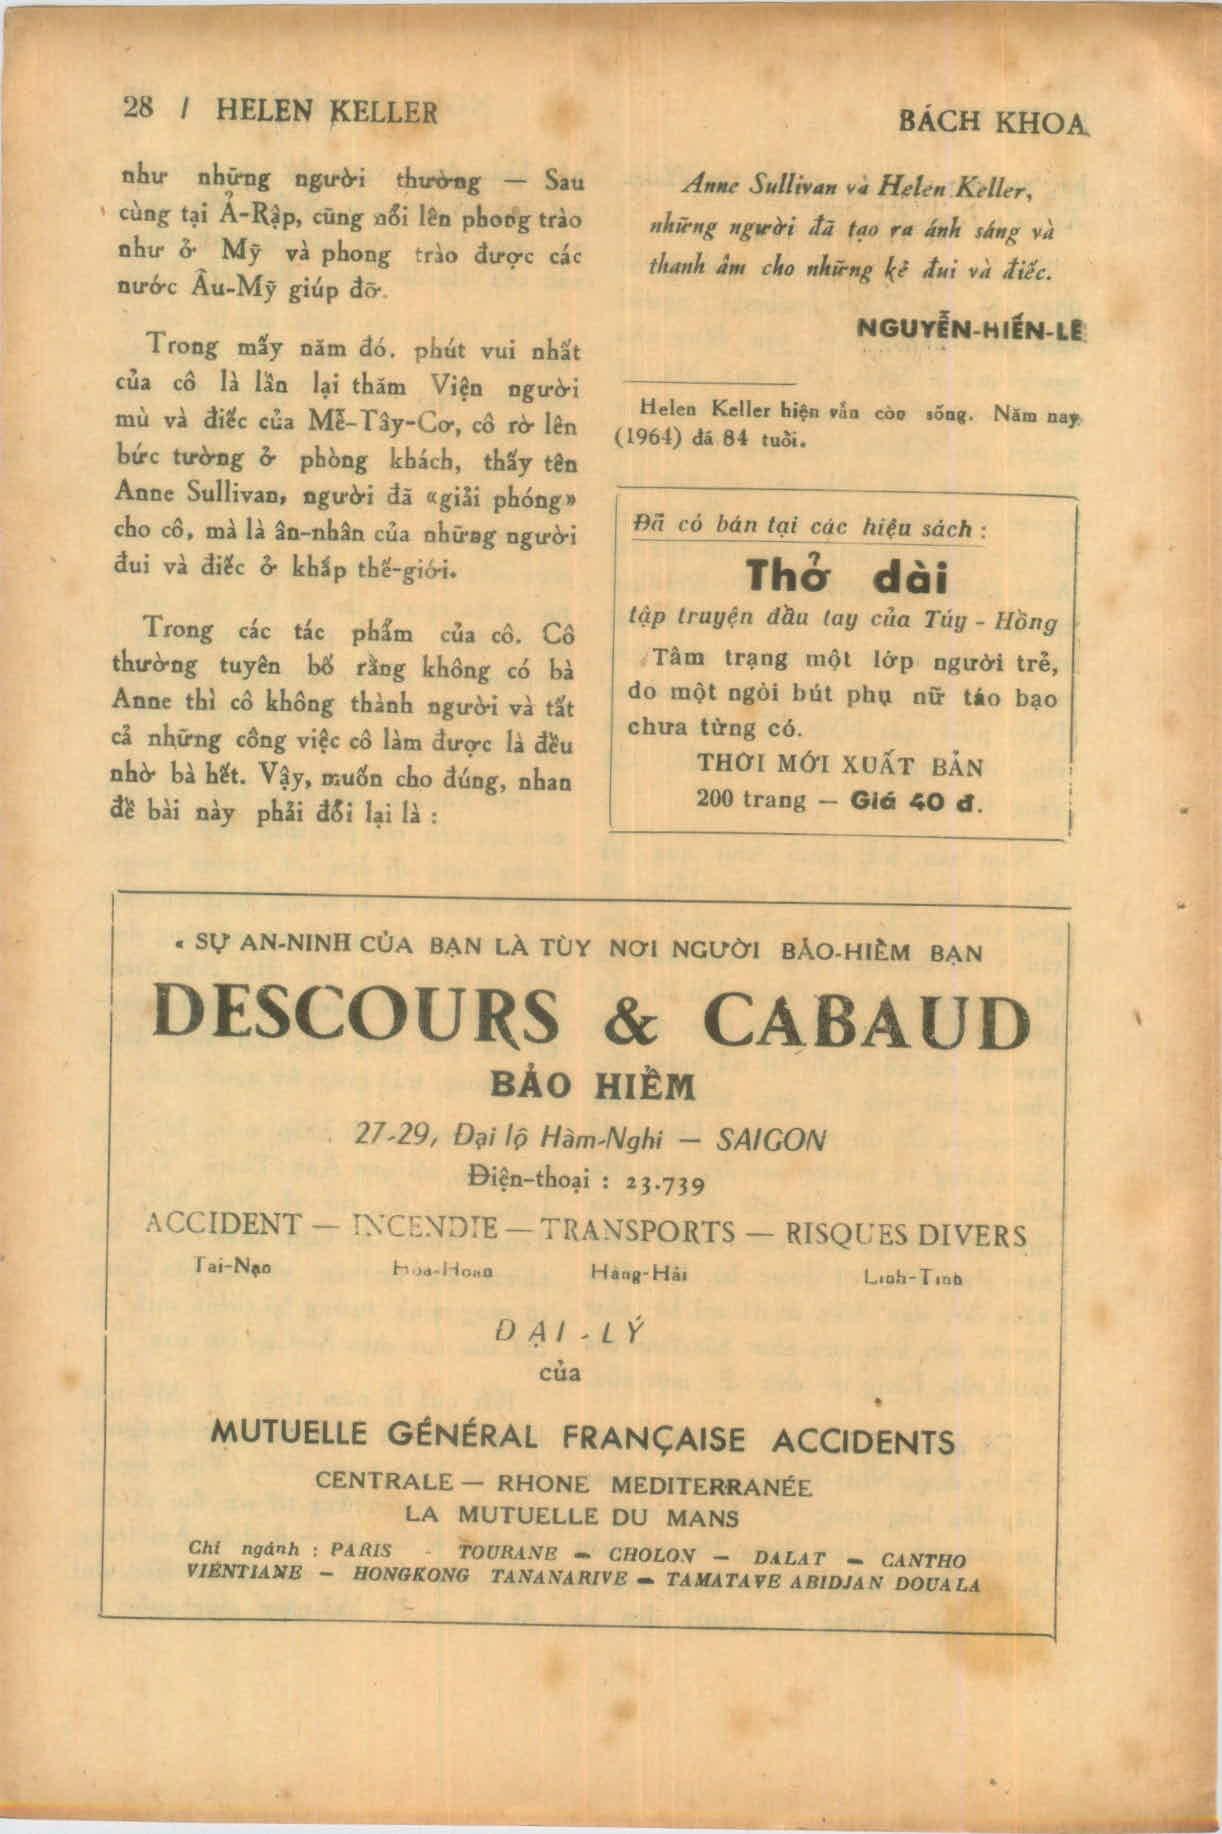 28 / HELEN KELLER
BÁCH KHOA
như những người thường — Sau
cùng tại Ả-Rập, cũng nổi lên phong trào
như ở Mỹ và phong trào được các
nước Âu-Mỹ giúp đỡ.
Trong mấy năm đó, phút vui nhất
của cô là lần lại thăm Viện người
mù và điếc của Mễ-Tây-Cơ, cô rờ lên
bức tường ở phòng khách, thấy tên
Anne Sullivan, người đã «giải phóng»
cho cô, mà là ân-nhân của những người
đui và điếc ở khắp thế-giới.
Trong các tác phẩm của cô. Cô
thường tuyên bố rằng không có bà
Anne thì cô không thành người và tất
cả những công việc cô làm được là đều
nhờ bà hết. Vậy, muốn cho đúng, nhan
đề bài này phải đổi lại là :
Anne Sullivan và Helen Keller,
những người đã tạo ra ánh sáng và
thanh âm cho những kẻ đui và điếc.
NGUYỄN-HIẾN-LÊ
Helen Keller hiện vẫn còn sống. Năm nay
(1964) đá 84 tuổi.
Đã có bán tại các hiệu sách :
Thở dài
tập truyện đầu tay của Túy - Hồng
Tâm trạng một lớp người trẻ,
do một ngòi bút phụ nữ táo bạo
chưa từng có.
THỜI MỚI XUẤT BẢN
200 trang — Giá 40 đ.
« SỰ AN-NINH CỦA BẠN LÀ TÙY NƠI NGƯỜI BẢO-HIỂM BẠN
DESCOURS & CABAUD
BẢO HIỂM
27-29, Đại lộ Hàm-Nghi — SAIGON
Điện-thoại : 23.739
ACCIDENT — INCENDIE — TRANSPORTS — RISQUES DIVERS
Tai-Nạn Hỏa-Hoạn Hàng-Hải Linh-Tinh
ĐẠI-LÝ
của
MUTUELLE GÉNÉRAL FRANÇAISE ACCIDENTS
CENTRALE — RHONE MEDITERRANÉE
LA MUTUELLE DU MANS
Chi ngánh : PARIS - TOURANE — CHOLON — DALAT — CANTHO
VIENTIANE — HONGKONG TANANARIVE — TAMATAVE ABIDJAN DOUALA